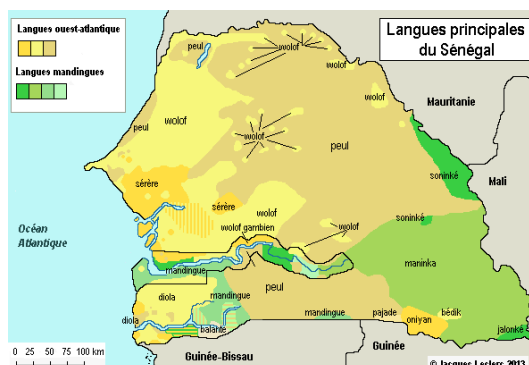 Langues ouest-atlantique
Langues mandingues
Langues principales
du Sénégal
peul
wolof
wolof
Mauritanie
wolof
peul
wolof
wolof
peul
sérère
soninké
Mali
sérère
wolof
soninké
Océan
Atlantique
wolof gambien
wolof
mandingue
maninka
diola
mandingue
peul
diola
balante
mandingue
pajade
oniyan
bédik
jalonké
0 25 50 75 100 km
Guinée-Bissau
Guinée
© Jacques Leclerc 2013